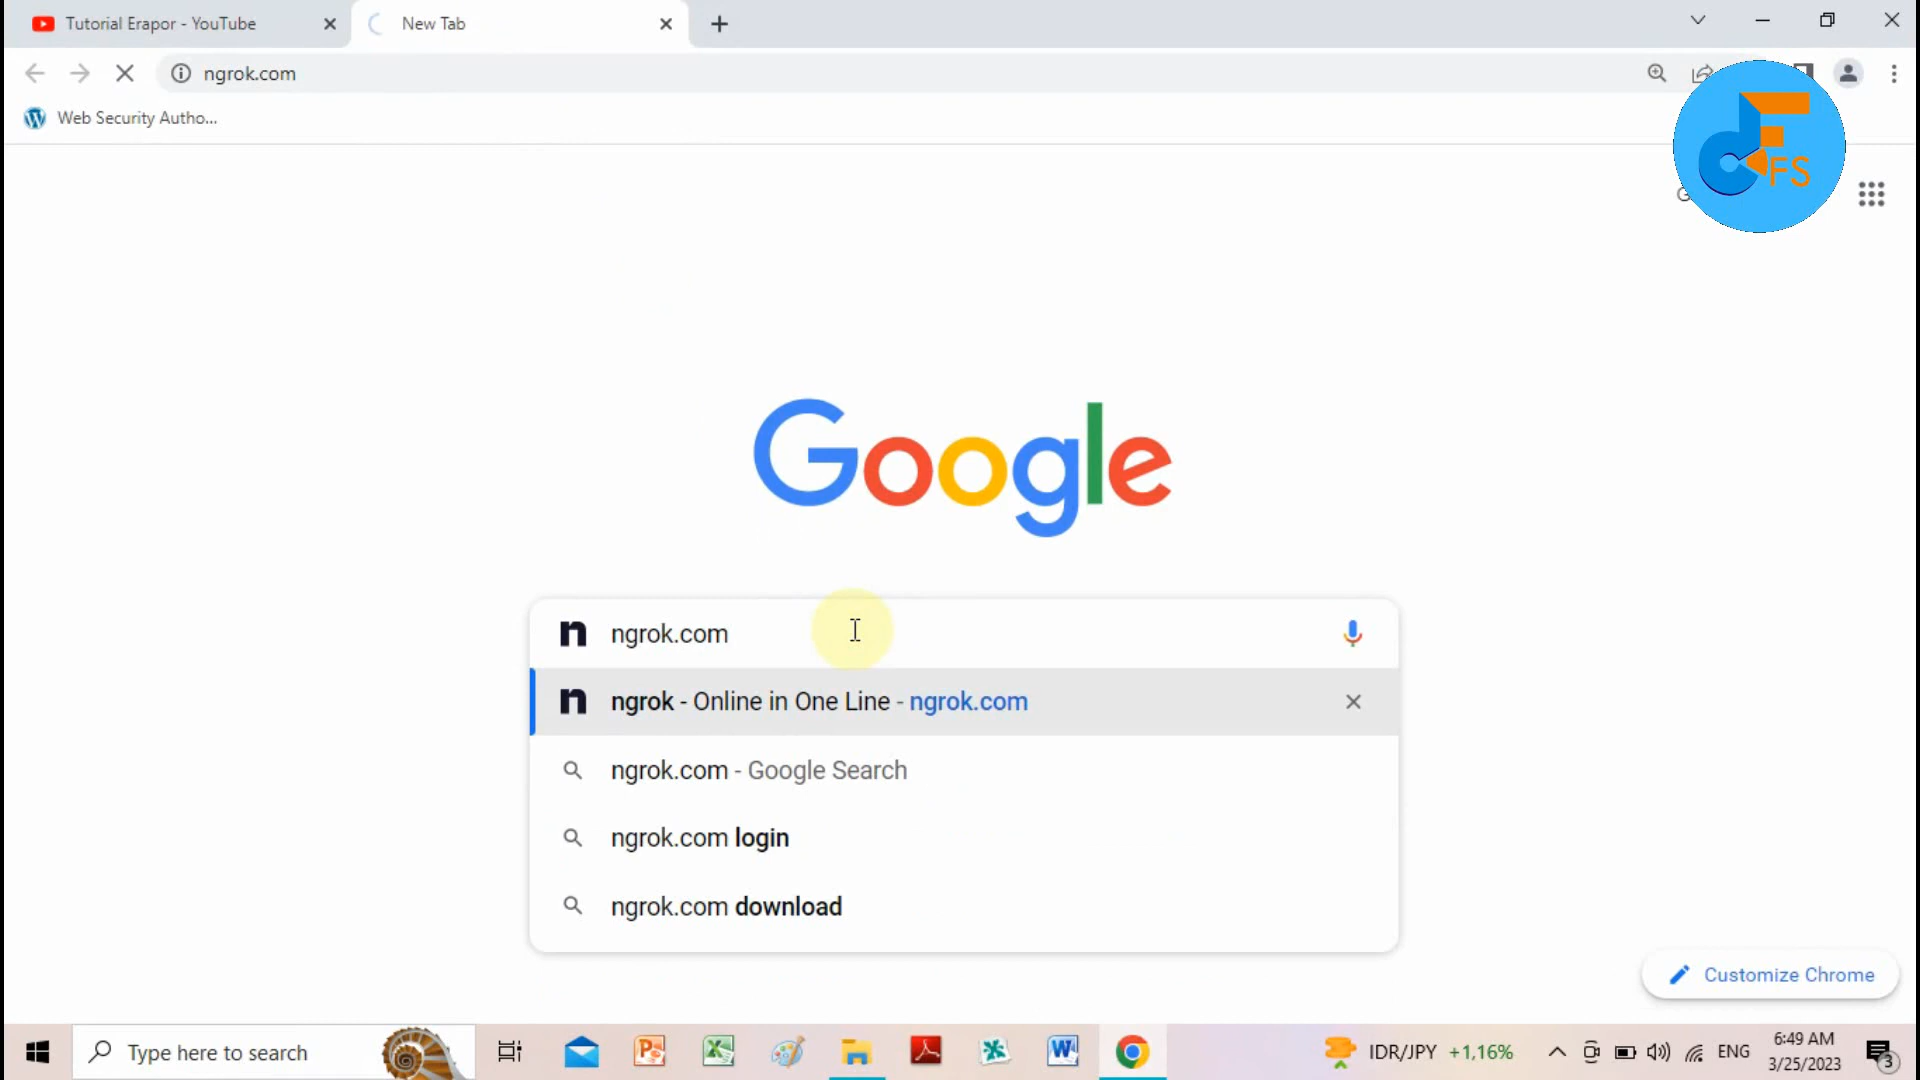 Tutorial Erapor - YouTube
New Tab
ngrok.com
Web Security Autho...
FS
Google
ngrok.com
ngrok - Online in One Line - ngrok.com
ngrok.com - Google Search
ngrok.com login
ngrok.com download
Customize Chrome
Type here to search
IDR/JPY +1,16%
ENG
6:49 AM
3/25/2023
3